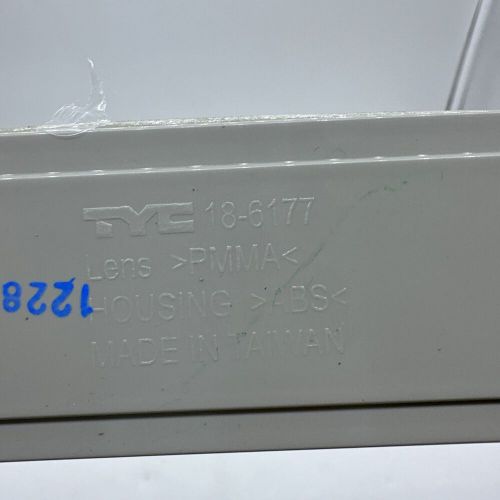 TYC 18-6177
Lens >PMMA<
1228
HOUSING >ABS<
MADE IN TAIWAN